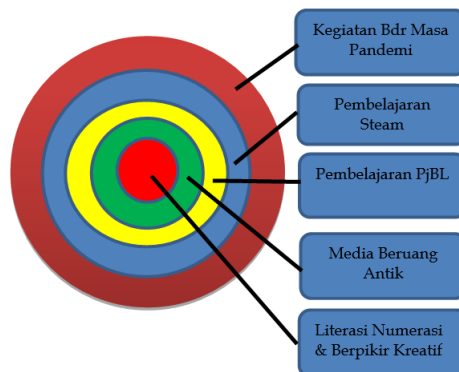 Kegiatan Bdr Masa
Pandemi
Pembelajaran
Steam
Pembelajaran PjBL
Media Beruang
Antik
Literasi Numerasi
& Berpikir Kreatif